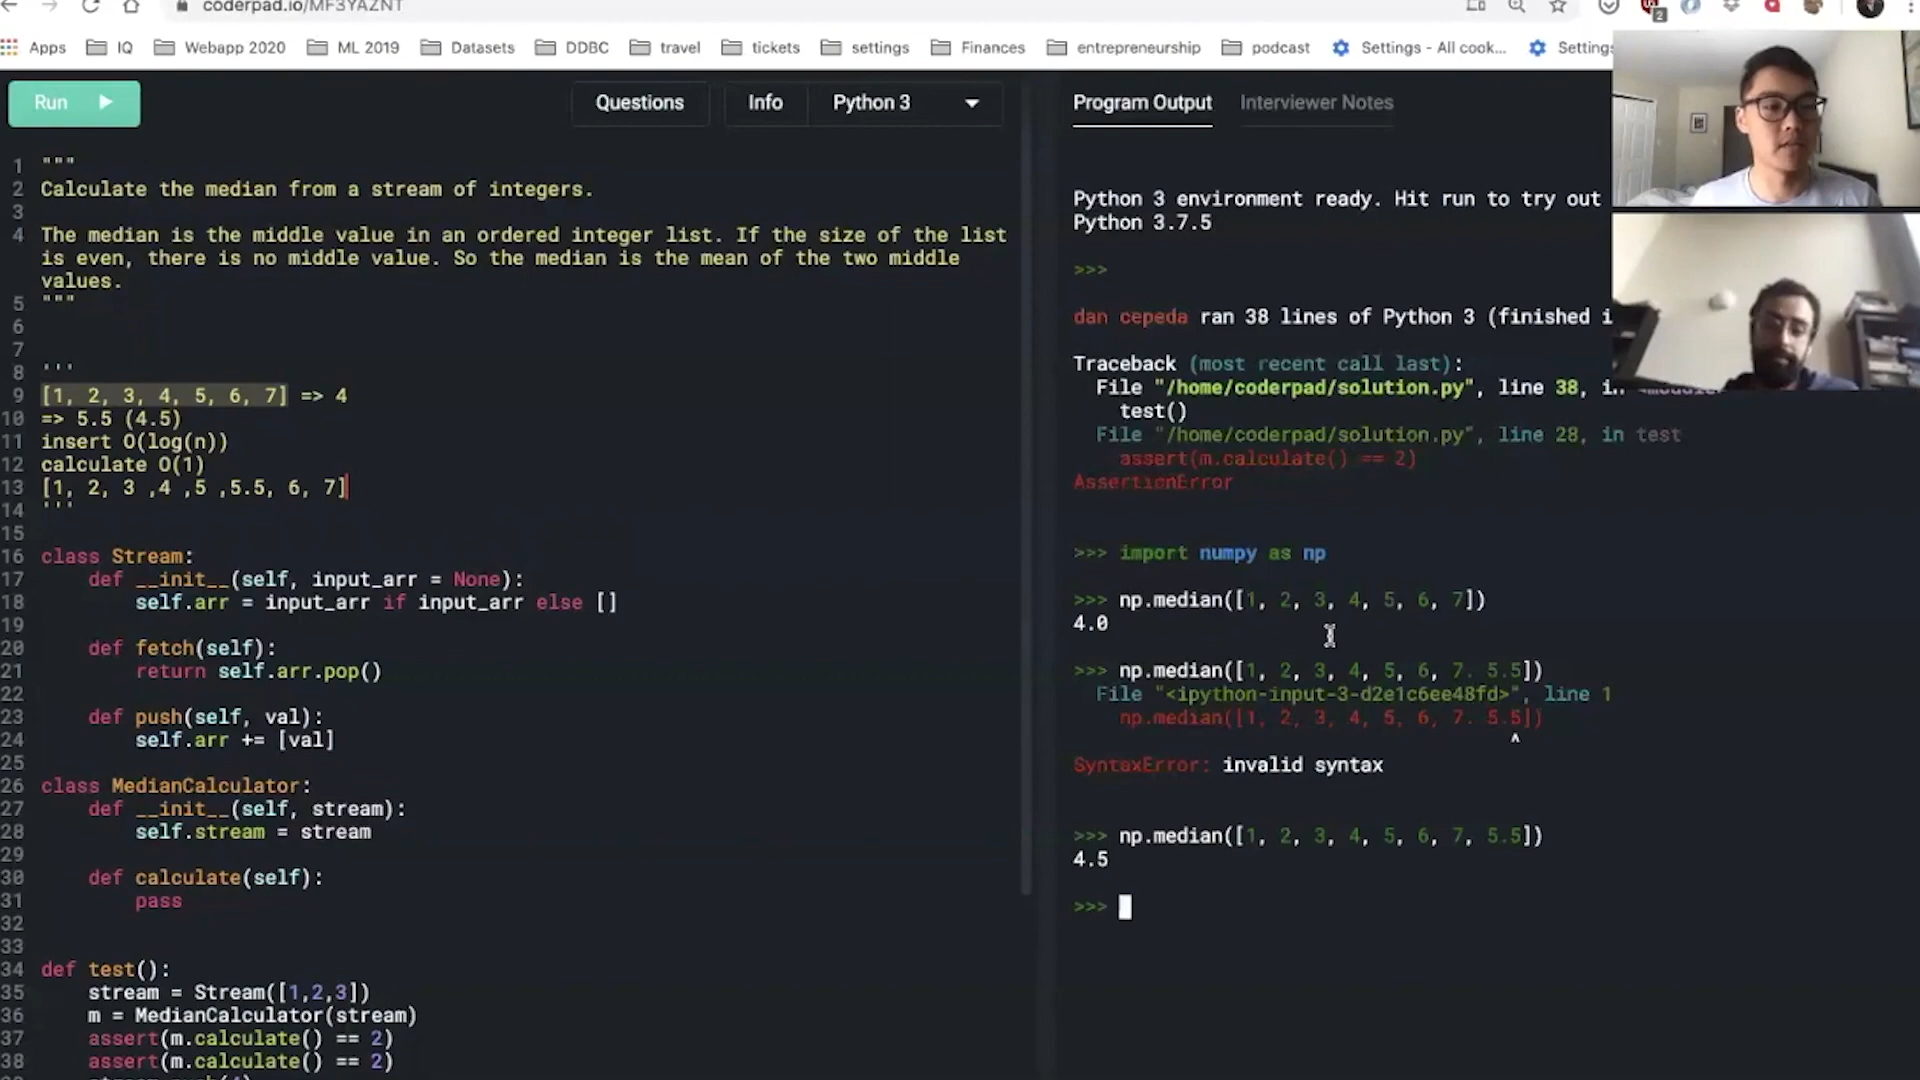 coderpad.io/MF3YAZNT
2
Apps IQ Webapp 2020 ML 2019 Datasets DDBC travel tickets settings Finances entrepreneurship podcast Settings - All cook... Settings
Run Questions Info Python 3
Program Output Interviewer Notes
1 """
2 Calculate the median from a stream of integers.
3
4 The median is the middle value in an ordered integer list. If the size of the list
is even, there is no middle value. So the median is the mean of the two middle
values.
5 """
6
7
8 '''
9 [1, 2, 3, 4, 5, 6, 7] => 4
10 => 5.5 (4.5)
11 insert O(log(n))
12 calculate O(1)
13 [1, 2, 3 ,4 ,5 ,5.5, 6, 7]
14 '''
15
16 class Stream:
17 def __init__(self, input_arr = None):
18 self.arr = input_arr if input_arr else []
19
20 def fetch(self):
21 return self.arr.pop()
22
23 def push(self, val):
24 self.arr += [val]
25
26 class MedianCalculator:
27 def __init__(self, stream):
28 self.stream = stream
29
30 def calculate(self):
31 pass
32
33
34 def test():
35 stream = Stream([1,2,3])
36 m = MedianCalculator(stream)
37 assert(m.calculate() == 2)
38 assert(m.calculate() == 2)
Python 3 environment ready. Hit run to try out
Python 3.7.5
>>>
dan cepeda ran 38 lines of Python 3 (finished i
Traceback (most recent call last):
File "/home/coderpad/solution.py", line 38, in
test()
File "/home/coderpad/solution.py", line 28, in test
assert(m.calculate() == 2)
AssertionError
>>> import numpy as np
>>> np.median([1, 2, 3, 4, 5, 6, 7])
4.0
>>> np.median([1, 2, 3, 4, 5, 6, 7. 5.5])
File "<ipython-input-3-d2e1c6ee48fd>", line 1
np.median([1, 2, 3, 4, 5, 6, 7. 5.5])
^
SyntaxError: invalid syntax
>>> np.median([1, 2, 3, 4, 5, 6, 7, 5.5])
4.5
>>>